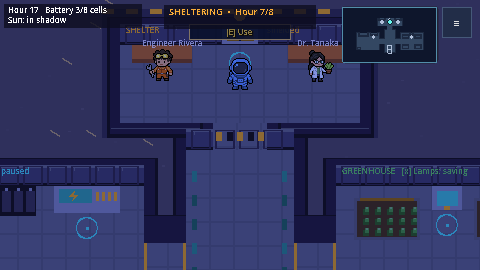 Hour 17 Battery 3/8 cells
Sun: in shadow
SHELTERING • Hour 7/8
SHELTER
[E] Use
Engineer Rivera
Dr. Tanaka
paused
GREENHOUSE [x] Lamps: saving